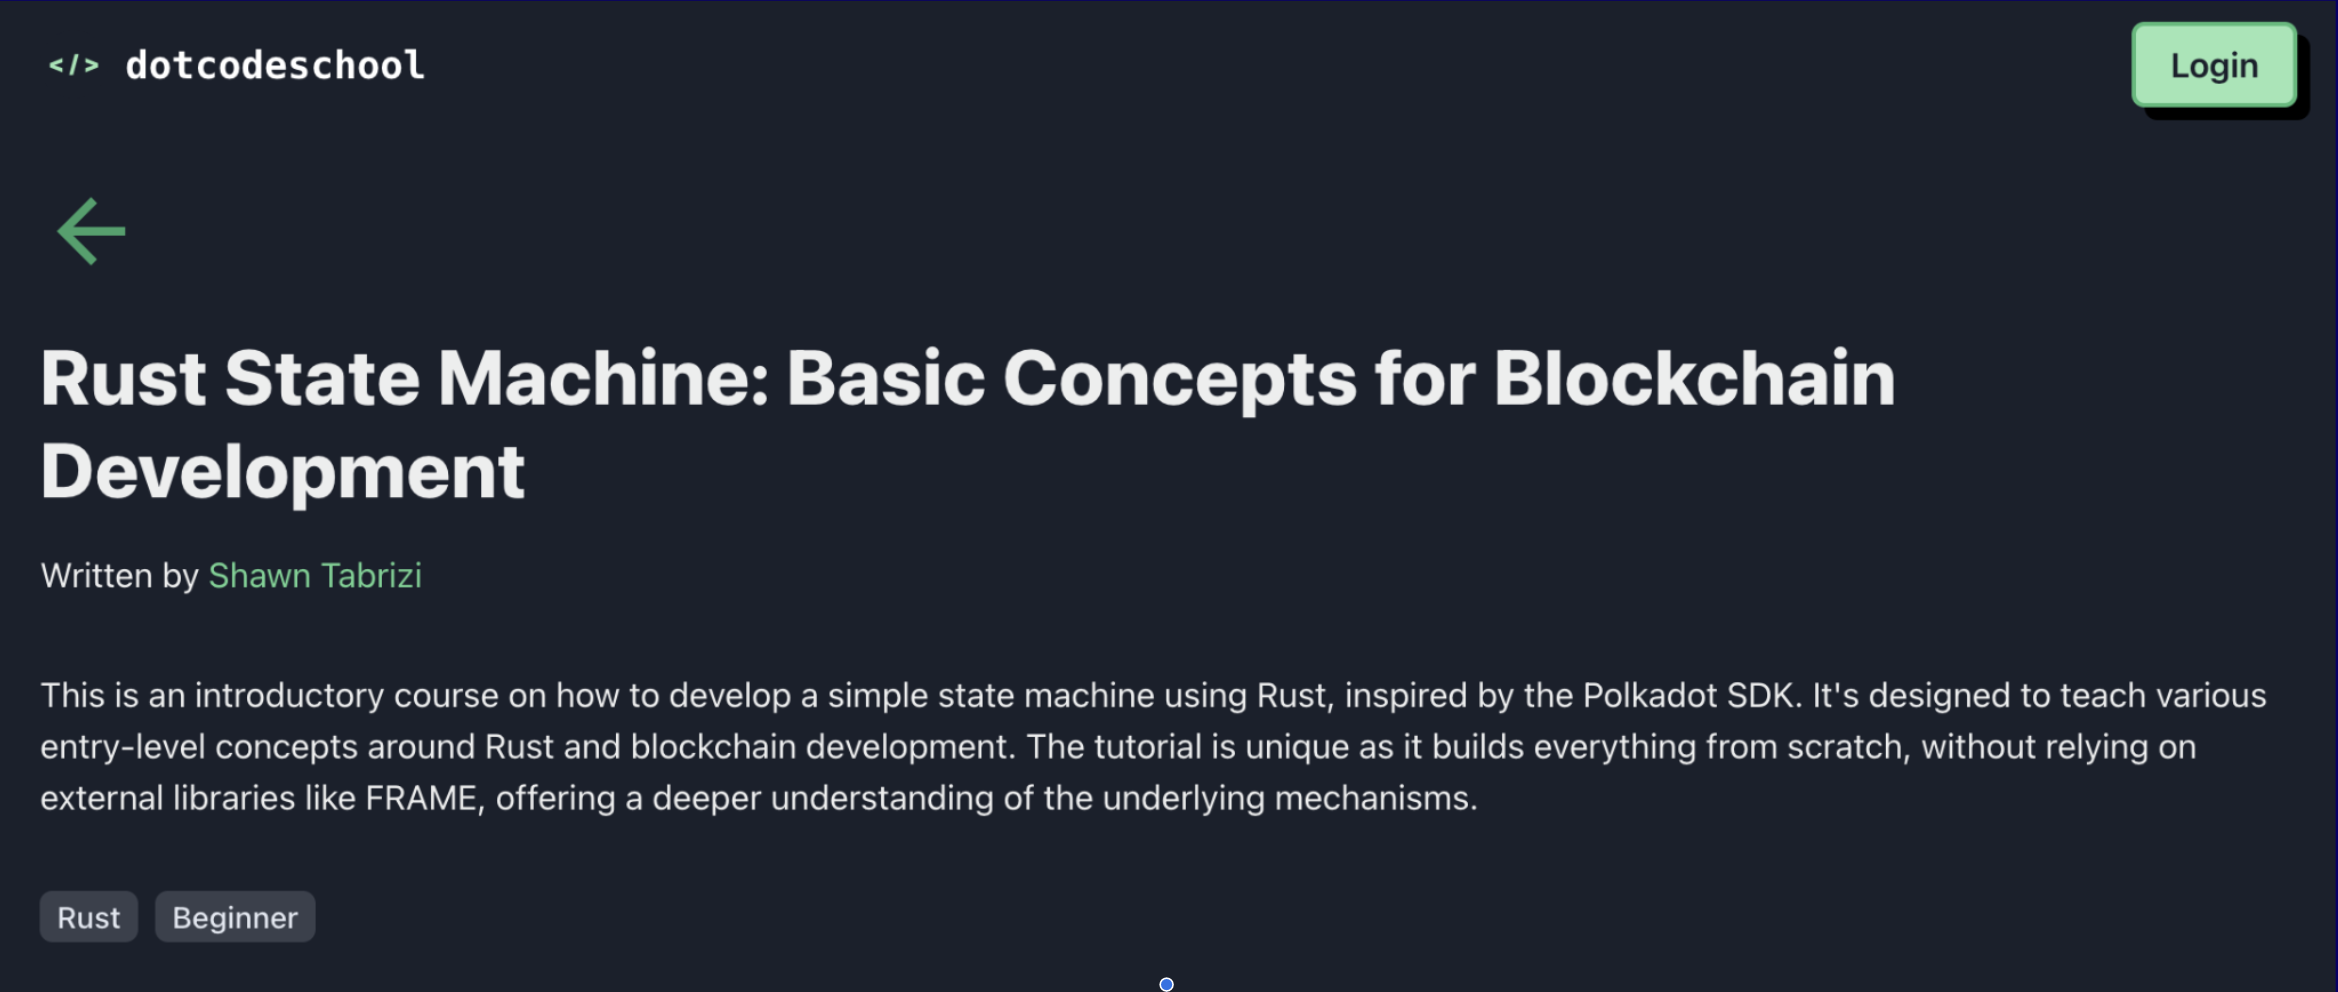 </> dotcodeschool
Login
Rust State Machine: Basic Concepts for Blockchain
Development
Written by Shawn Tabrizi
This is an introductory course on how to develop a simple state machine using Rust, inspired by the Polkadot SDK. It's designed to teach various
entry-level concepts around Rust and blockchain development. The tutorial is unique as it builds everything from scratch, without relying on
external libraries like FRAME, offering a deeper understanding of the underlying mechanisms.
Rust Beginner